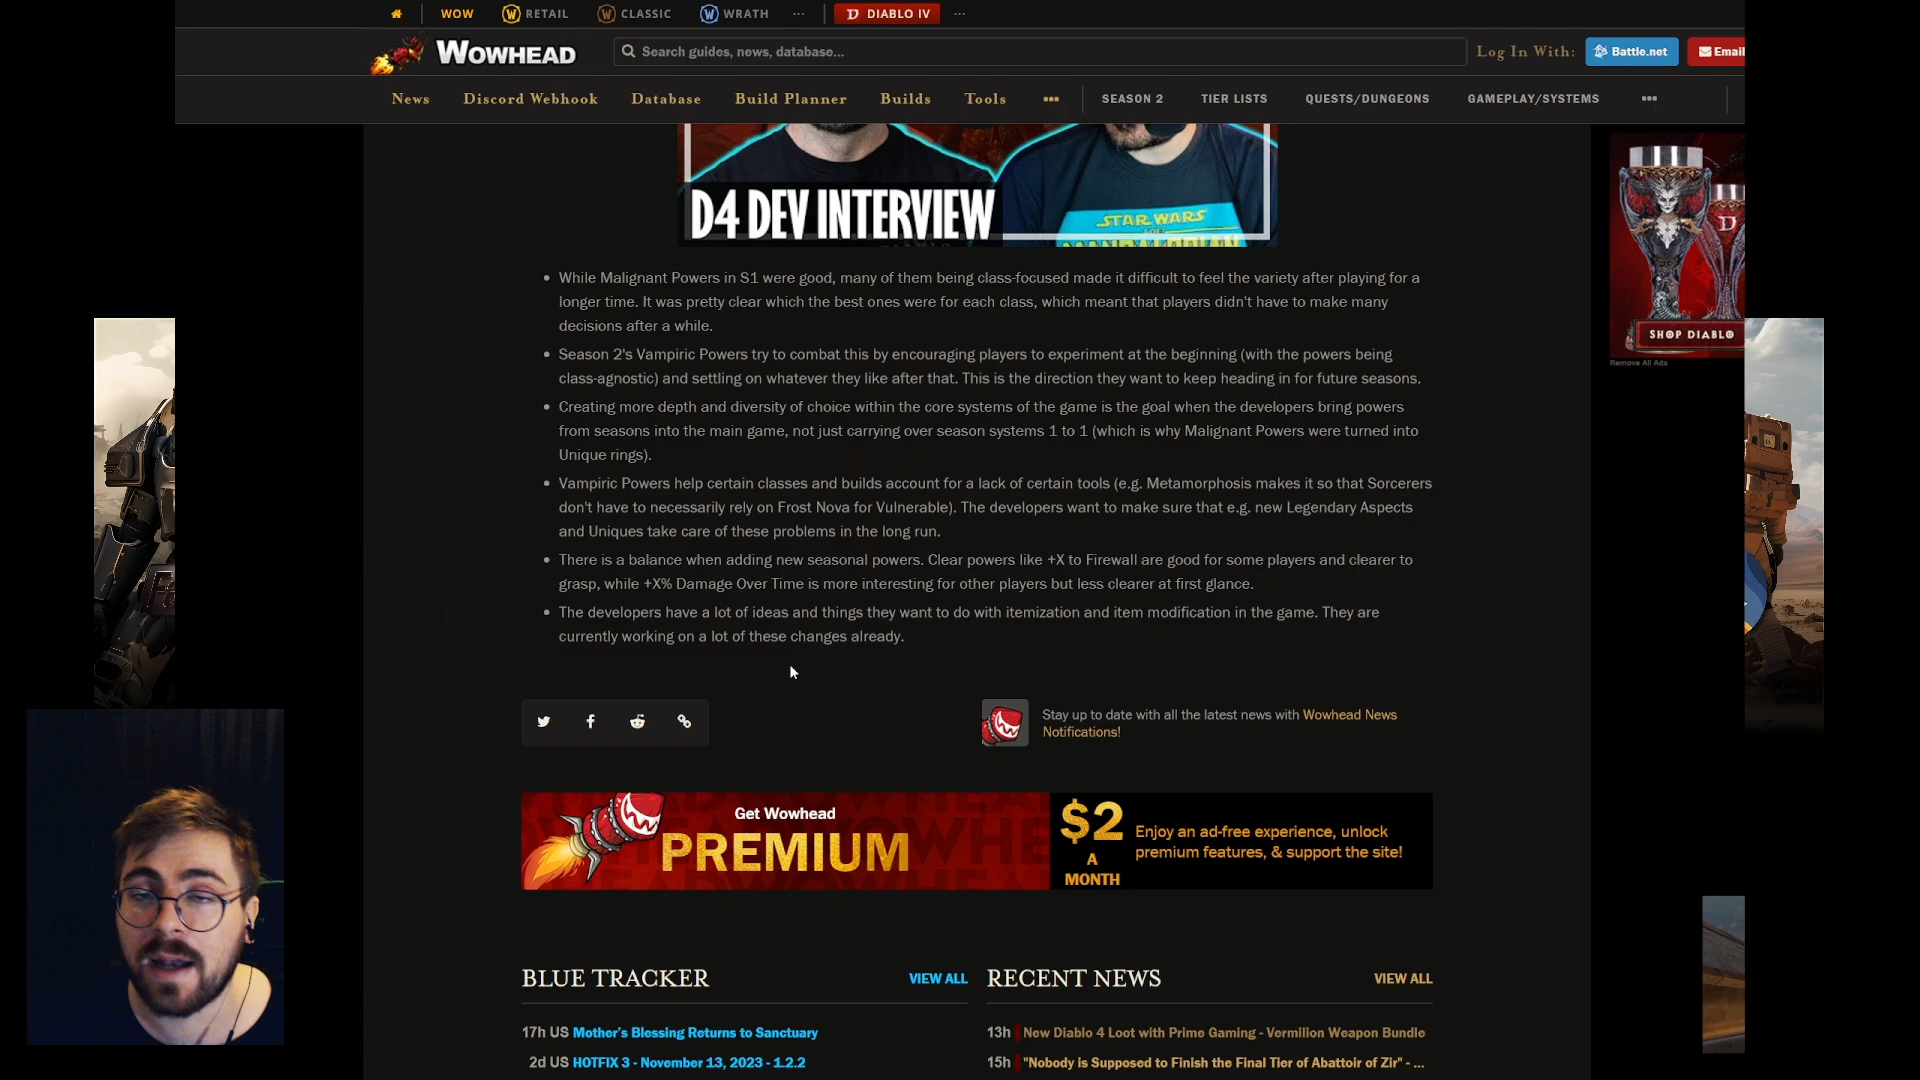 WOW
RETAIL
CLASSIC
WRATH
DIABLO IV
WOWHEAD
Search guides, news, database...
Log In With:
Battle.net
Email
News
Discord Webhook
Database
Build Planner
Builds
Tools
SEASON 2
TIER LISTS
QUESTS/DUNGEONS
GAMEPLAY/SYSTEMS
D4 DEV INTERVIEW
STAR WARS
THE
MANDALORIAN
SHOP DIABLO
Remove All Ads
• While Malignant Powers in S1 were good, many of them being class-focused made it difficult to feel the variety after playing for a
longer time. It was pretty clear which the best ones were for each class, which meant that players didn't have to make many
decisions after a while.
• Season 2's Vampiric Powers try to combat this by encouraging players to experiment at the beginning (with the powers being
class-agnostic) and settling on whatever they like after that. This is the direction they want to keep heading in for future seasons.
• Creating more depth and diversity of choice within the core systems of the game is the goal when the developers bring powers
from seasons into the main game, not just carrying over season systems 1 to 1 (which is why Malignant Powers were turned into
Unique rings).
• Vampiric Powers help certain classes and builds account for a lack of certain tools (e.g. Metamorphosis makes it so that Sorcerers
don't have to necessarily rely on Frost Nova for Vulnerable). The developers want to make sure that e.g. new Legendary Aspects
and Uniques take care of these problems in the long run.
• There is a balance when adding new seasonal powers. Clear powers like +X to Firewall are good for some players and clearer to
grasp, while +X% Damage Over Time is more interesting for other players but less clearer at first glance.
• The developers have a lot of ideas and things they want to do with itemization and item modification in the game. They are
currently working on a lot of these changes already.
Stay up to date with all the latest news with Wowhead News
Notifications!
Get Wowhead
PREMIUM
$2
A
MONTH
Enjoy an ad-free experience, unlock
premium features, & support the site!
BLUE TRACKER
VIEW ALL
17h US Mother's Blessing Returns to Sanctuary
2d US HOTFIX 3 - November 13, 2023 - 1.2.2
RECENT NEWS
VIEW ALL
13h New Diablo 4 Loot with Prime Gaming - Vermilion Weapon Bundle
15h "Nobody is Supposed to Finish the Final Tier of Abattoir of Zir" - ...